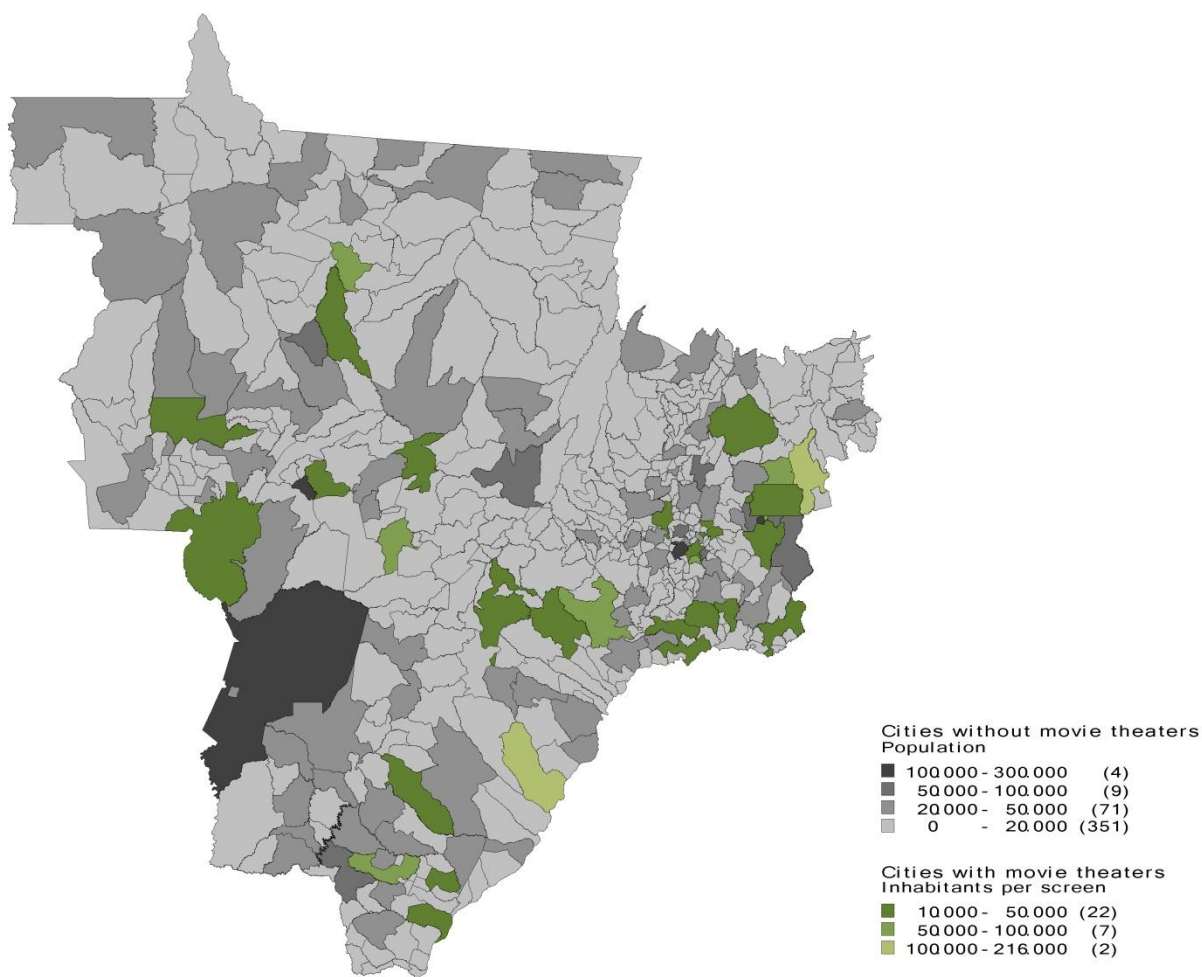 Cities without movie theaters
Population
100.000 - 300.000 (4)
50.000 - 100.000 (9)
20.000 - 50.000 (71)
0 - 20.000 (351)
Cities with movie theaters
Inhabitants per screen
10.000 - 50.000 (22)
50.000 - 100.000 (7)
100.000 - 216.000 (2)